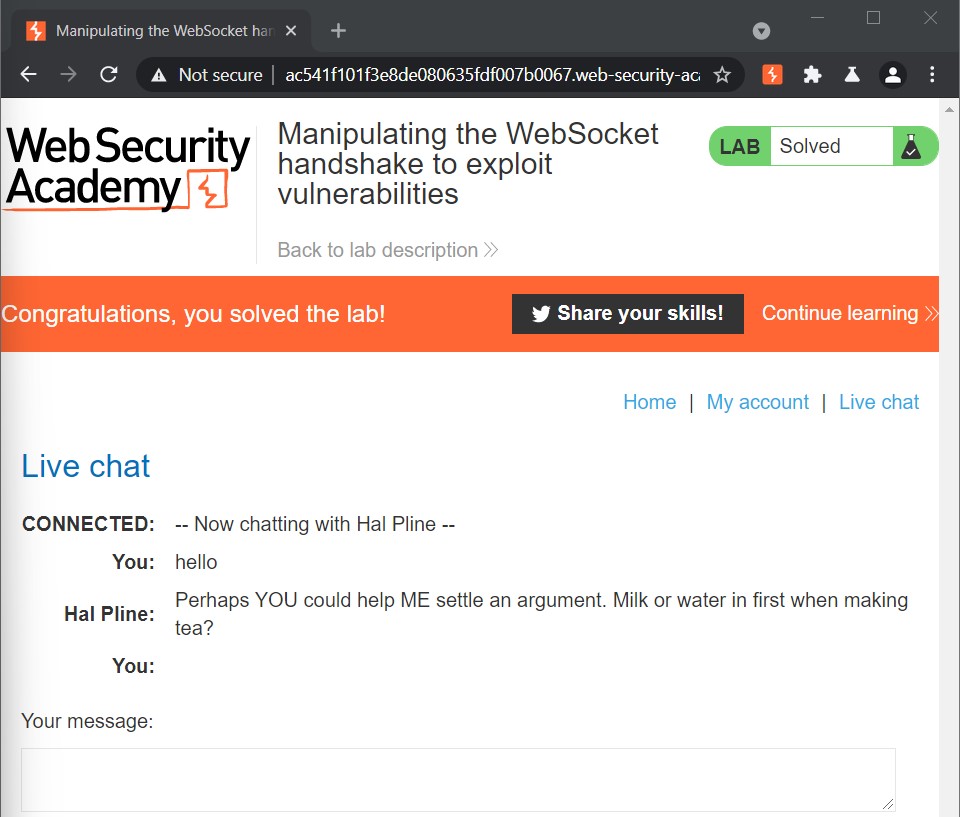 Manipulating the WebSocket han
Not secure
ac541f101f3e8de080635fdf007b0067.web-security-aca
Web Security
Academy
Manipulating the WebSocket
handshake to exploit
vulnerabilities
LAB Solved
Back to lab description
Congratulations, you solved the lab!
Share your skills!
Continue learning
Home | My account | Live chat
Live chat
CONNECTED: -- Now chatting with Hal Pline --
You: hello
Hal Pline: Perhaps YOU could help ME settle an argument. Milk or water in first when making
tea?
You:
Your message: